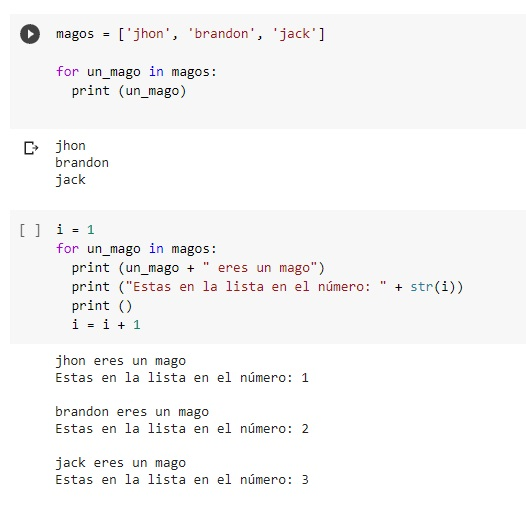 magos = ['jhon', 'brandon', 'jack']
for un_mago in magos:
  print (un_mago)
jhon
brandon
jack
[ ] i = 1
for un_mago in magos:
  print (un_mago + " eres un mago")
  print ("Estas en la lista en el número: " + str(i))
  print ()
  i = i + 1
jhon eres un mago
Estas en la lista en el número: 1
brandon eres un mago
Estas en la lista en el número: 2
jack eres un mago
Estas en la lista en el número: 3